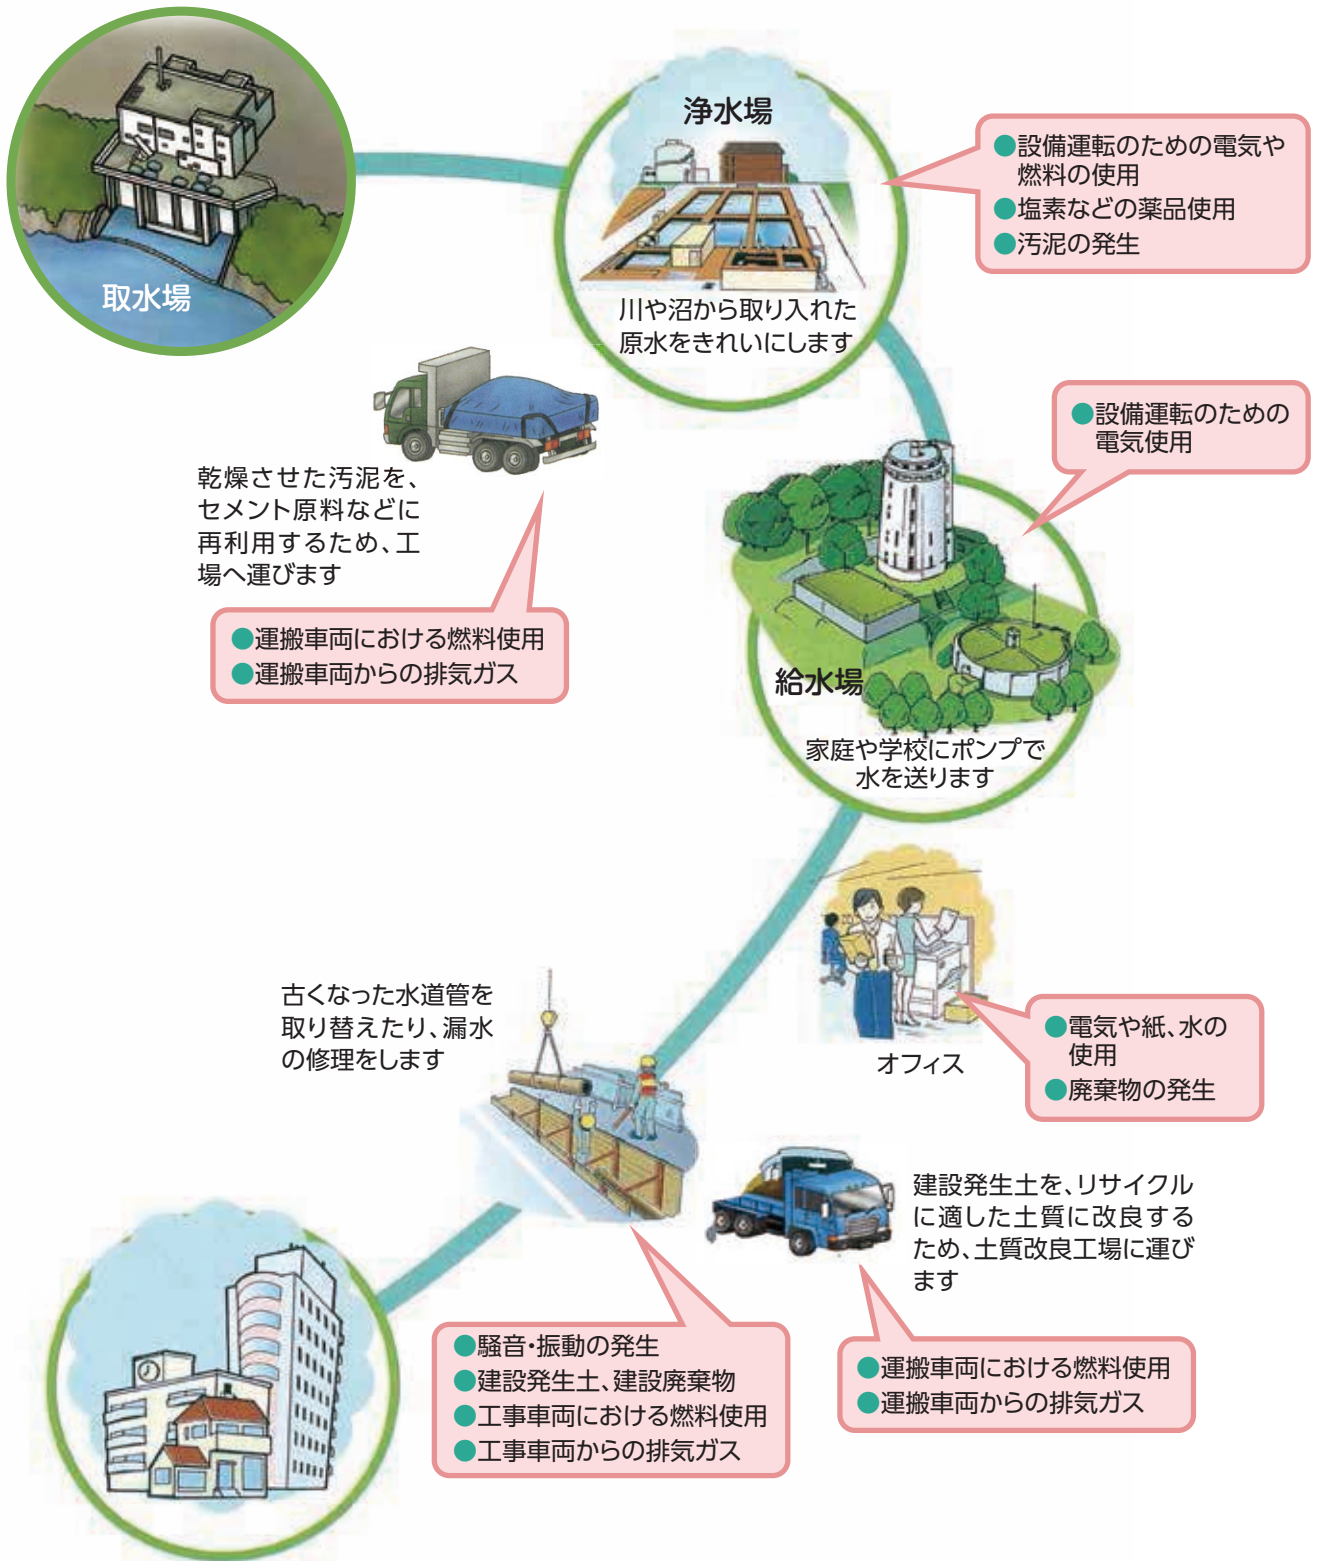 取水場
浄水場
川や沼から取り入れた
原水をきれいにします
●設備運転のための電気や
燃料の使用
●塩素などの薬品使用
●汚泥の発生
乾燥させた汚泥を、
セメント原料などに
再利用するため、工
場へ運びます
●運搬車両における燃料使用
●運搬車両からの排気ガス
●設備運転のための
電気使用
給水場
家庭や学校にポンプで
水を送ります
オフィス
●電気や紙、水の
使用
●廃棄物の発生
古くなった水道管を
取り替えたり、漏水
の修理をします
●騒音・振動の発生
●建設発生土、建設廃棄物
●工事車両における燃料使用
●工事車両からの排気ガス
建設発生土を、リサイクル
に適した土質に改良する
ため、土質改良工場に運び
ます
●運搬車両における燃料使用
●運搬車両からの排気ガス